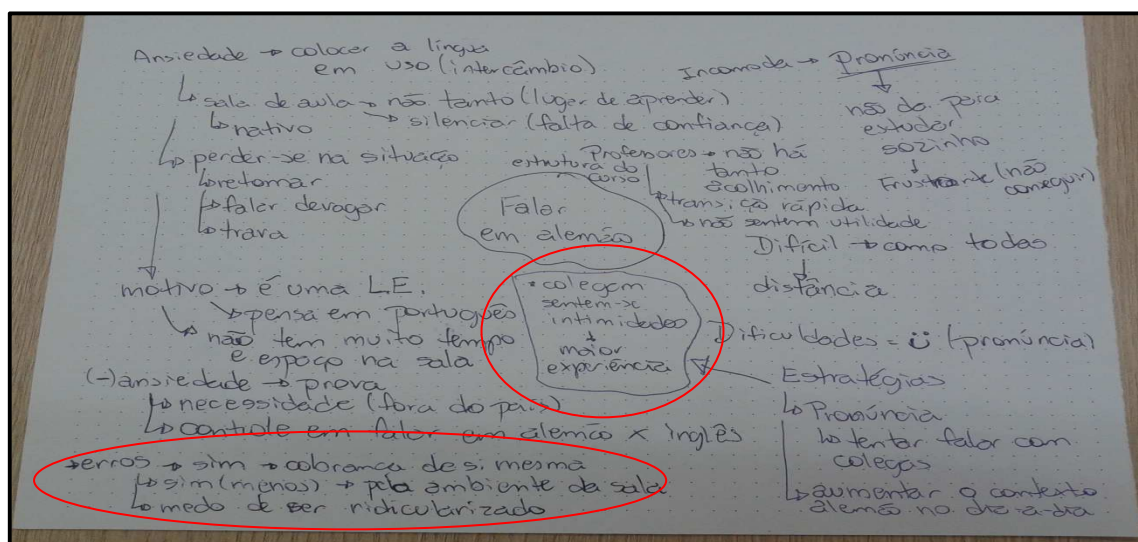 Ansiedade → colocar a língua
em uso (intercâmbio)
↳ sala de aula → não tanto (lugar de aprender)
↳ nativo ↘ silenciar (falta de confiança)
↳ perder-se na situação
↳ retomar
↳ falar devagar
↳ trava
motivo → é uma L.E.
↘ pensa em português
↘ não tem muito tempo
e espaço na sala
(-) ansiedade → prova
↳ necessidade (fora do país)
↳ controle em falar em alemão x inglês
→ erros → sim → cobrança de si mesma
↳ sim (menos) → pelo ambiente da sala
↳ medo de ser ridicularizado
Falar
em alemão
• colegam
sentem-se
intimidados
↓
maior
experiência
Incomoda → Pronúncia
↓
não dá para
estudar
sozinho
↓
(não conseguir)
Professores → não há
tanto
acolhimento
estrutura do
curso
↳ transição rápida
↳ não sentem utilidade
Difícil → como todas
↓
distância
Dificuldades = ü (pronúncia)
Estratégias
↳ Pronúncia
↳ tentar falar com
colegas
↳ aumentar o contexto
alemão no dia-a-dia